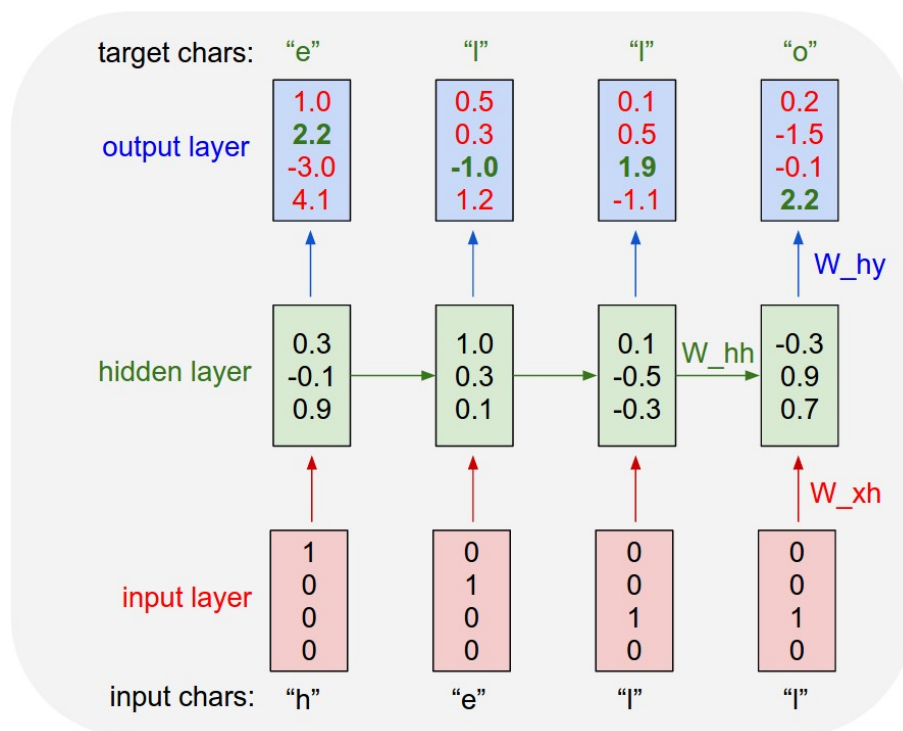 target chars: “e” “l” “l” “o”
1.0 0.5 0.1 0.2
2.2 0.3 0.5 -1.5
output layer
-3.0 -1.0 1.9 -0.1
4.1 1.2 -1.1 2.2
W_hy
0.3 1.0 0.1 -0.3
W_hh
hidden layer -0.1 0.3 -0.5 0.9
0.9 0.1 -0.3 0.7
W_xh
1 0 0 0
0 1 0 0
input layer
0 0 1 1
0 0 0 0
input chars: “h” “e” “l” “l”